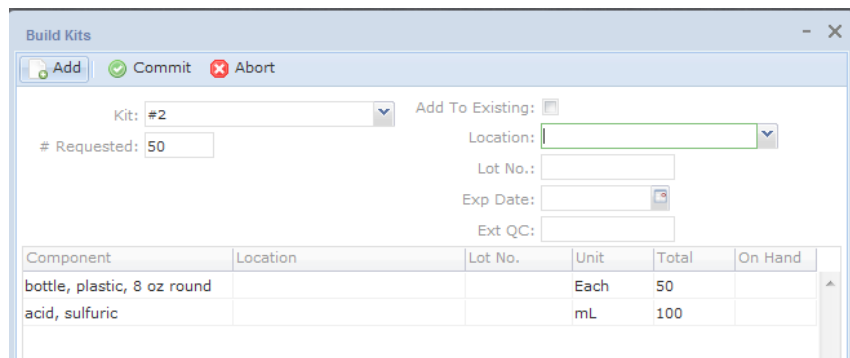 Build Kits
Add Commit Abort
Kit: #2 Add To Existing:
# Requested: 50 Location:
Lot No.:
Exp Date:
Ext QC:
Component Location Lot No. Unit Total On Hand
bottle, plastic, 8 oz round Each 50
acid, sulfuric mL 100